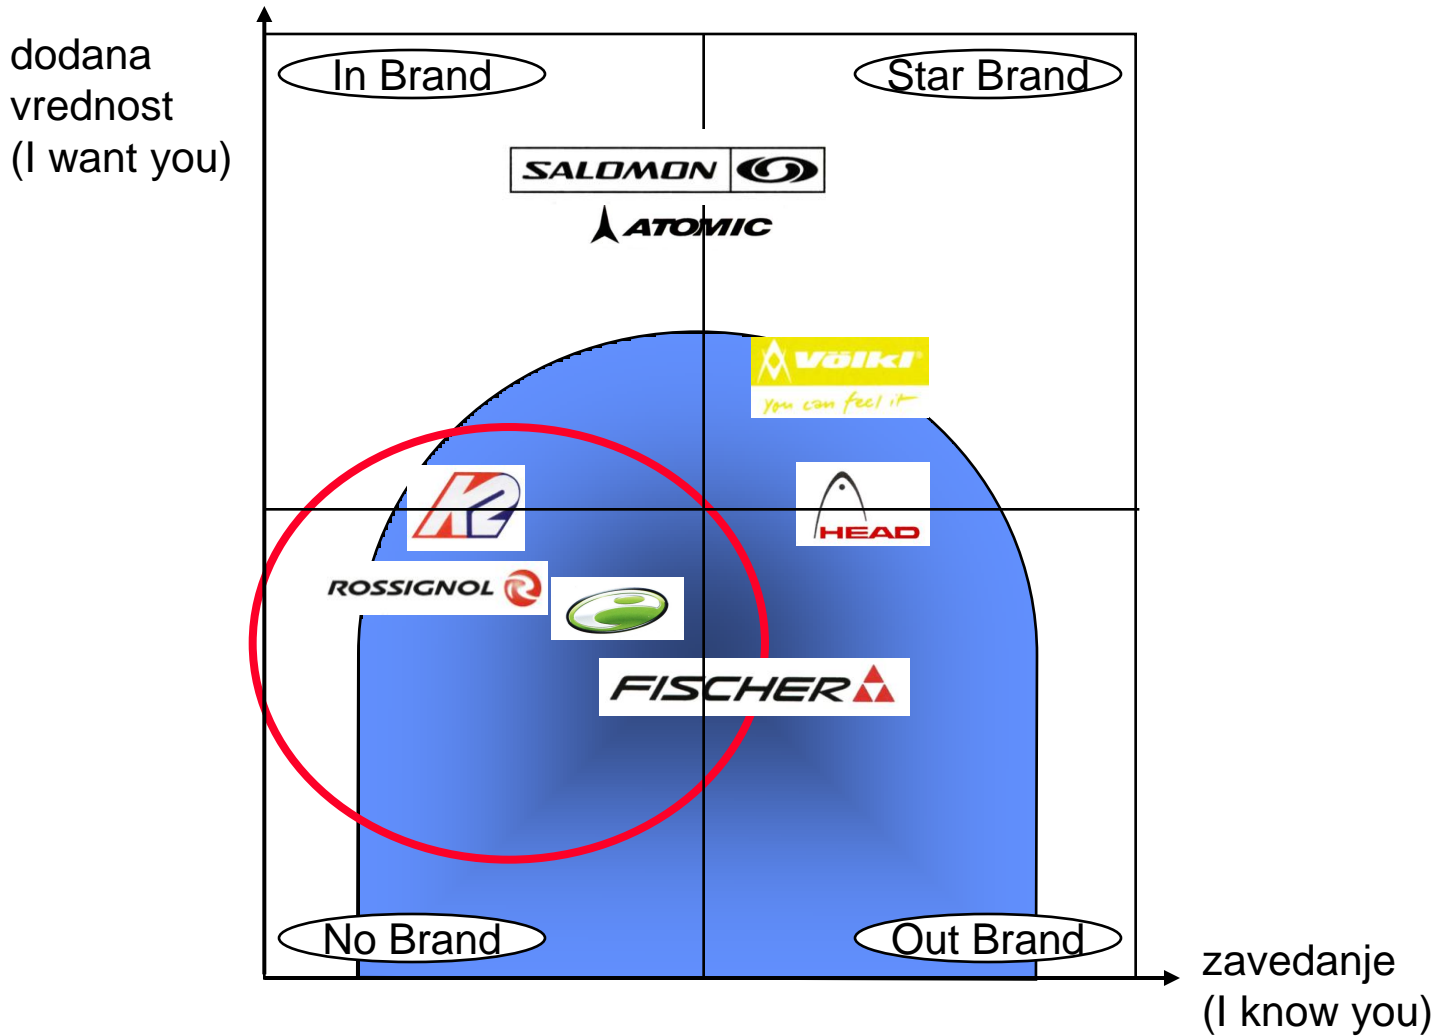 dodana
vrednost
(I want you)
In Brand
Star Brand
SALOMON
ATOMIC
Völkl®
you can feel it
K2
HEAD
ROSSIGNOL
FISCHER
No Brand
Out Brand
zavedanje
(I know you)